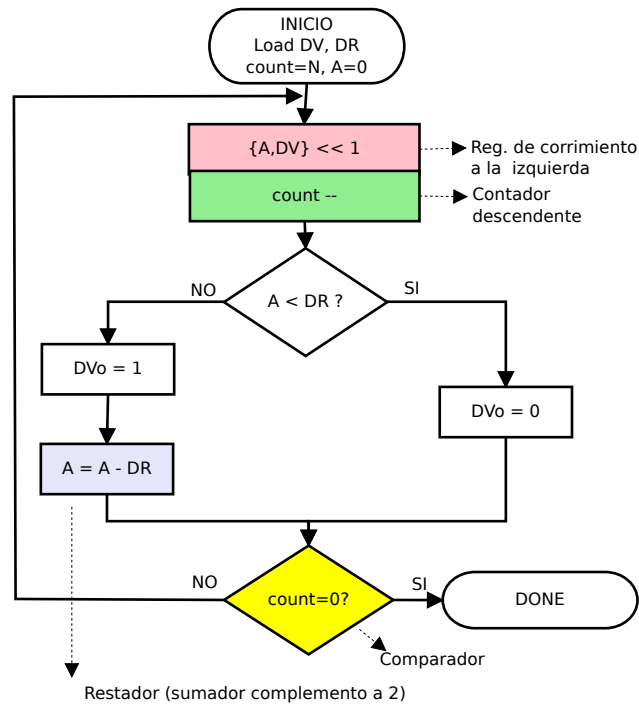 INICIO
Load DV, DR
count=N, A=0
{A,DV} << 1
Reg. de corrimiento
a la izquierda
count --
Contador
descendente
NO
A < DR ?
SI
DVo = 1
DVo = 0
A = A - DR
NO
count=0?
SI
DONE
Comparador
Restador (sumador complemento a 2)